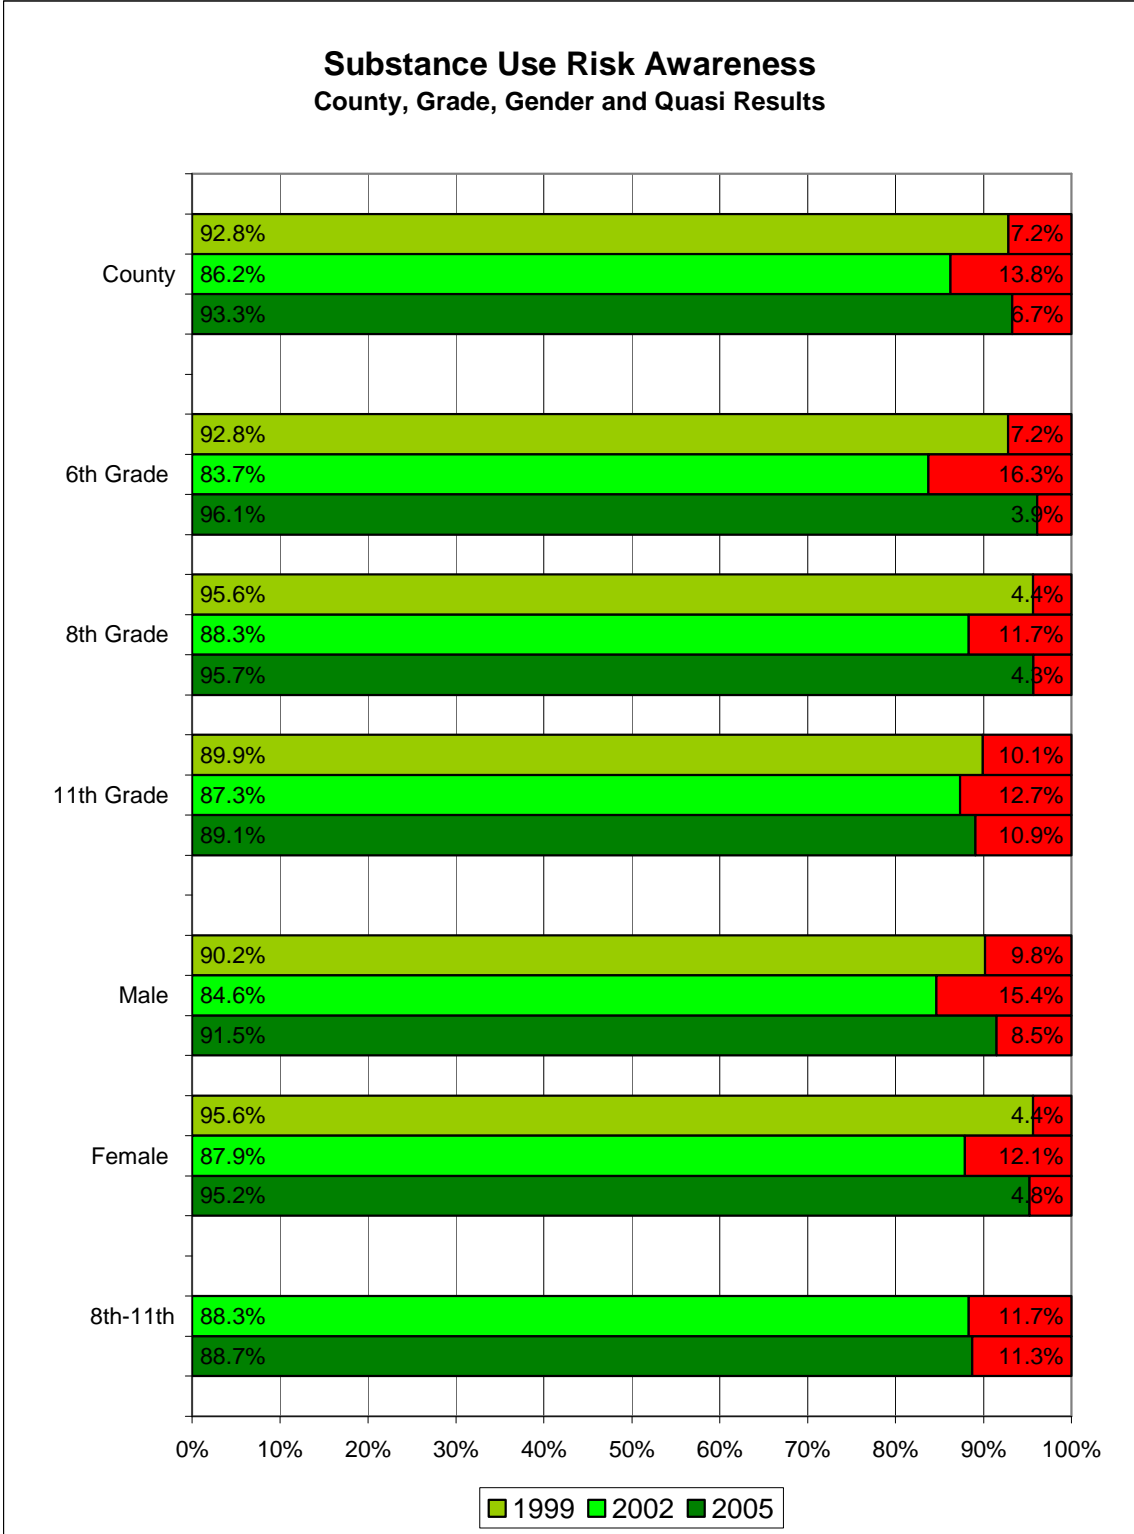 Substance Use Risk Awareness
County, Grade, Gender and Quasi Results
92.8% 7.2%
County 86.2% 13.8%
93.3% 6.7%
92.8% 7.2%
6th Grade 83.7% 16.3%
96.1% 3.9%
95.6% 4.4%
8th Grade 88.3% 11.7%
95.7% 4.3%
89.9% 10.1%
11th Grade 87.3% 12.7%
89.1% 10.9%
90.2% 9.8%
Male 84.6% 15.4%
91.5% 8.5%
95.6% 4.4%
Female 87.9% 12.1%
95.2% 4.8%
8th-11th 88.3% 11.7%
88.7% 11.3%
0% 10% 20% 30% 40% 50% 60% 70% 80% 90% 100%
1999 2002 2005